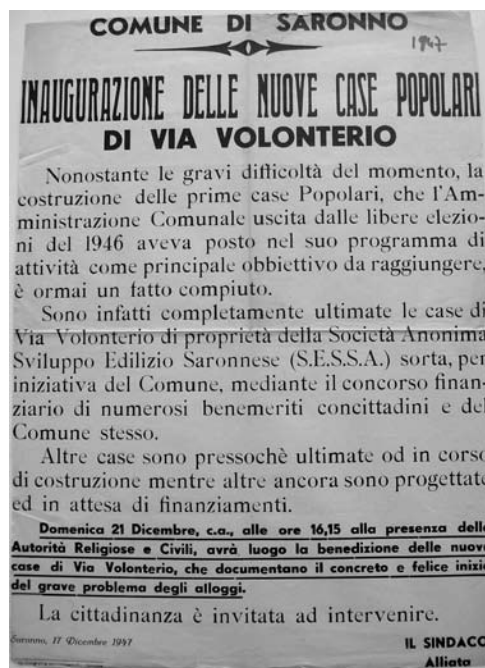 COMUNE DI SARONNO
1947
INAUGURAZIONE DELLE NUOVE CASE POPOLARI
DI VIA VOLONTERIO
Nonostante le gravi difficoltà del momento, la
costruzione delle prime case Popolari, che l'Am-
ministrazione Comunale uscita dalle libere elezio-
ni del 1946 aveva posto nel suo programma di
attività come principale obbiettivo da raggiungere,
è ormai un fatto compiuto.
Sono infatti completamente ultimate le case di
Via Volonterio di proprietà della Società Anonima
Sviluppo Edilizio Saronnese (S.E.S.S.A.) sorta, per
iniziativa del Comune, mediante il concorso finan-
ziario di numerosi benemeriti concittadini e del
Comune stesso.
Altre case sono pressochè ultimate od in corso
di costruzione mentre altre ancora sono progettate
ed in attesa di finanziamenti.
Domenica 21 Dicembre, c.a., alle ore 16,15 alla presenza delle
Autorità Religiose e Civili, avrà luogo la benedizione delle nuove
case di Via Volonterio, che documentano il concreto e felice inizio
del grave problema degli alloggi.
La cittadinanza è invitata ad intervenire.
Saronno, 17 Dicembre 1947
IL SINDACO
Alliata